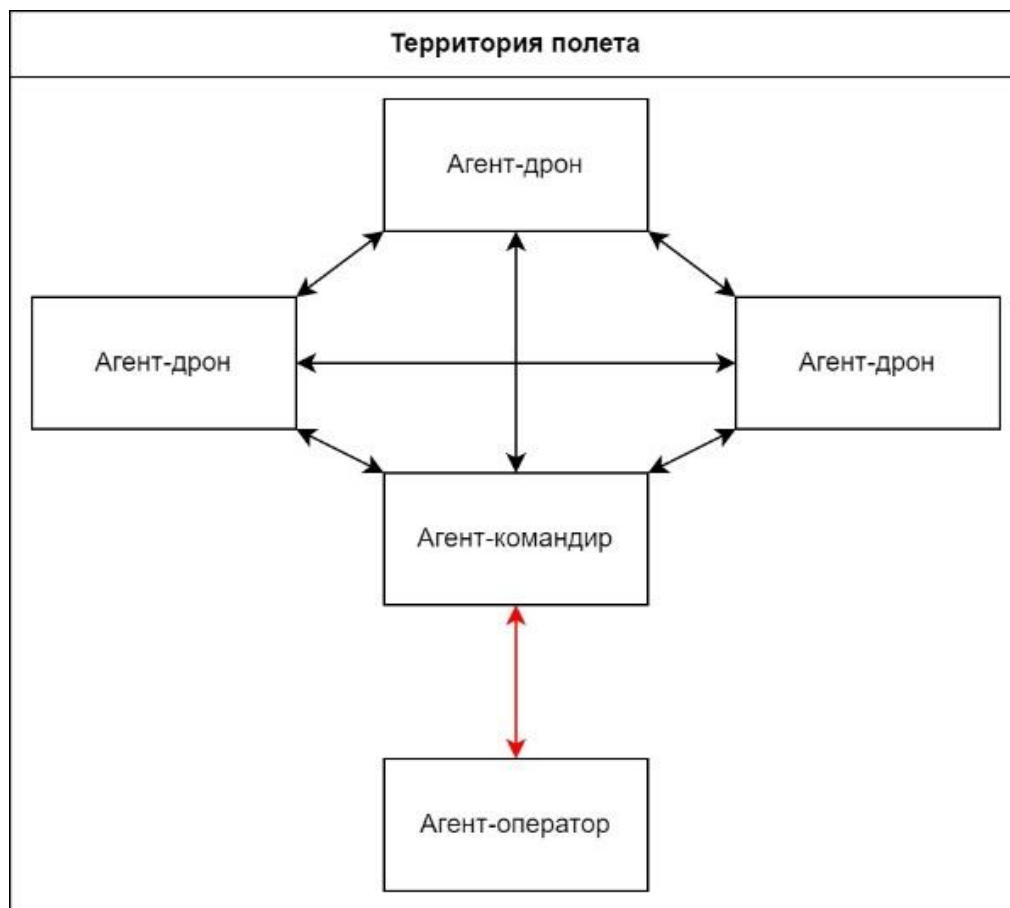 Территория полета
Агент-дрон
Агент-дрон
Агент-дрон
Агент-командир
Агент-оператор